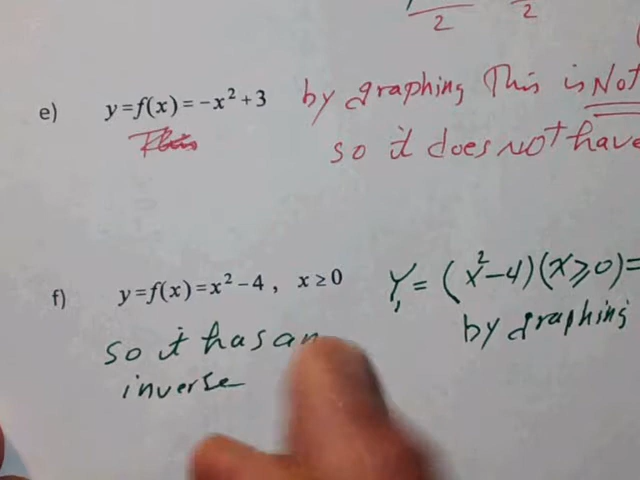 2 2
e) y=f(x)=-x²+3 by graphing This is NOT
so it does not have
f) y=f(x)=x²-4, x≥0 Y₁=(x²-4)(x≥0)=
by graphing
so it has an
inverse